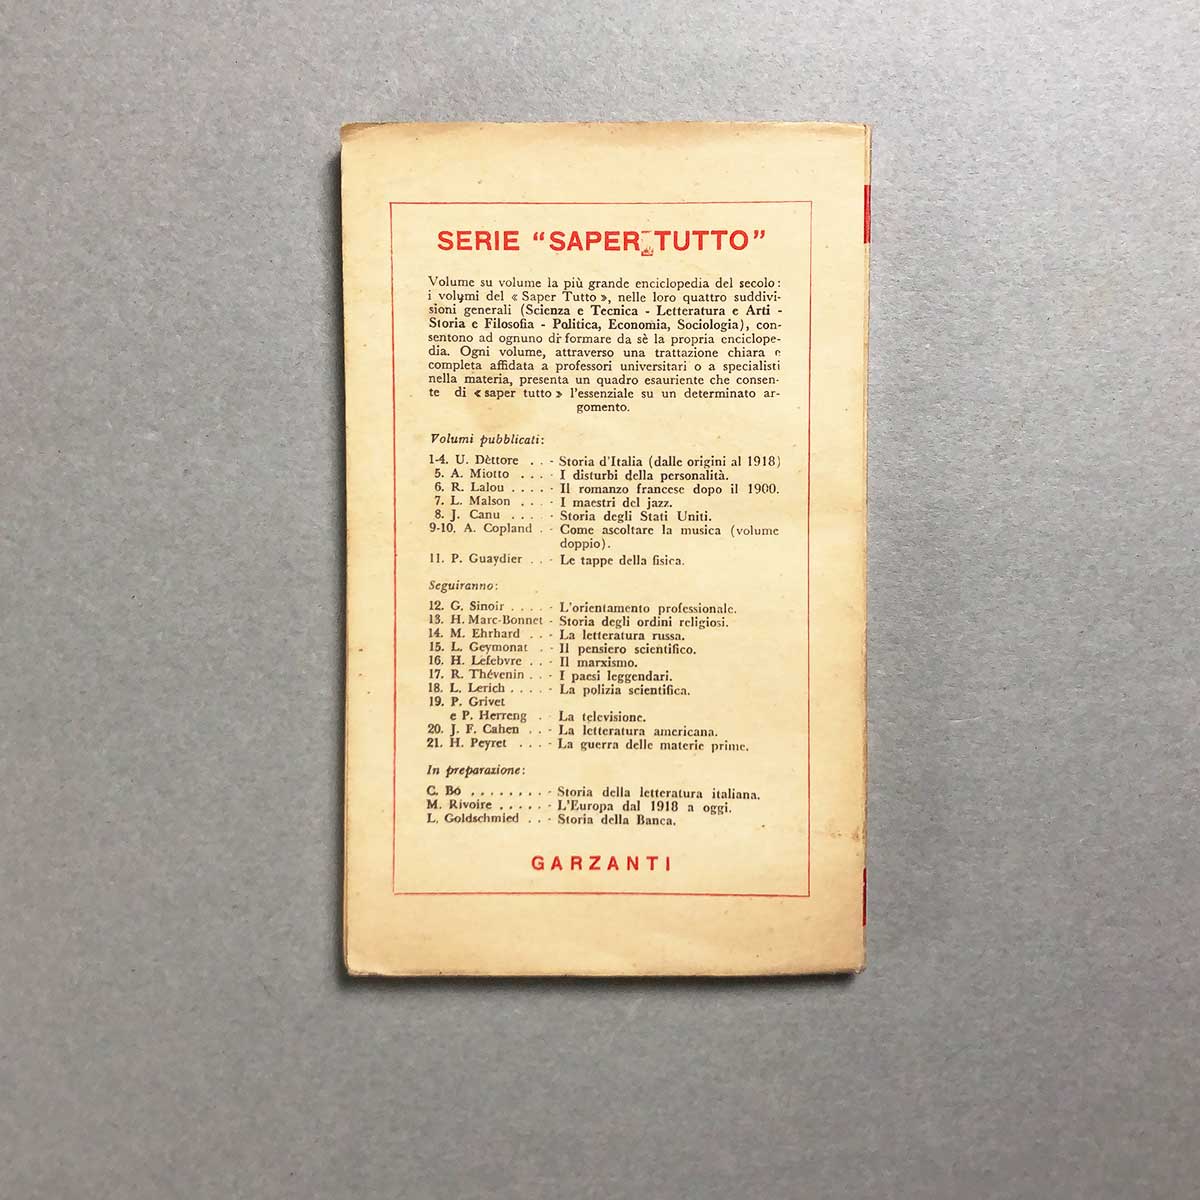 SERIE “SAPER TUTTO”
Volume su volume la più grande enciclopedia del secolo:
i volumi del « Saper Tutto », nelle loro quattro suddivi-
sioni generali (Scienza e Tecnica - Letteratura e Arti -
Storia e Filosofia - Politica, Economia, Sociologia), con-
sentono ad ognuno di formare da sè la propria enciclope-
dia. Ogni volume, attraverso una trattazione chiara e
completa affidata a professori universitari o a specialisti
nella materia, presenta un quadro esauriente che consen-
te di « saper tutto » l'essenziale su un determinato ar-
gomento.
Volumi pubblicati:
1-4. U. Dèttore . . - Storia d'Italia (dalle origini al 1918)
5. A. Miotto . . . - I disturbi della personalità.
6. R. Lalou . . . . - Il romanzo francese dopo il 1900.
7. L. Malson . . . - I maestri del jazz.
8. J. Canu . . . . - Storia degli Stati Uniti.
9-10. A. Copland . - Come ascoltare la musica (volume
doppio).
11. P. Guaydier . . - Le tappe della fisica.
Seguiranno:
12. G. Sinoir . . . . - L'orientamento professionale.
13. H. Marc-Bonnet - Storia degli ordini religiosi.
14. M. Ehrhard . . - La letteratura russa.
15. L. Geymonat . - Il pensiero scientifico.
16. H. Lefebvre . . - Il marxismo.
17. R. Thévenin . . - I paesi leggendari.
18. L. Lerich . . . . - La polizia scientifica.
19. P. Grivet
e P. Herreng . - La televisione.
20. J. F. Cahen . . - La letteratura americana.
21. H. Peyret . . . - La guerra delle materie prime.
In preparazione:
C. Bo . . . . . . . . - Storia della letteratura italiana.
M. Rivoire . . . . . - L'Europa dal 1918 a oggi.
L. Goldschmied . . - Storia della Banca.
GARZANTI